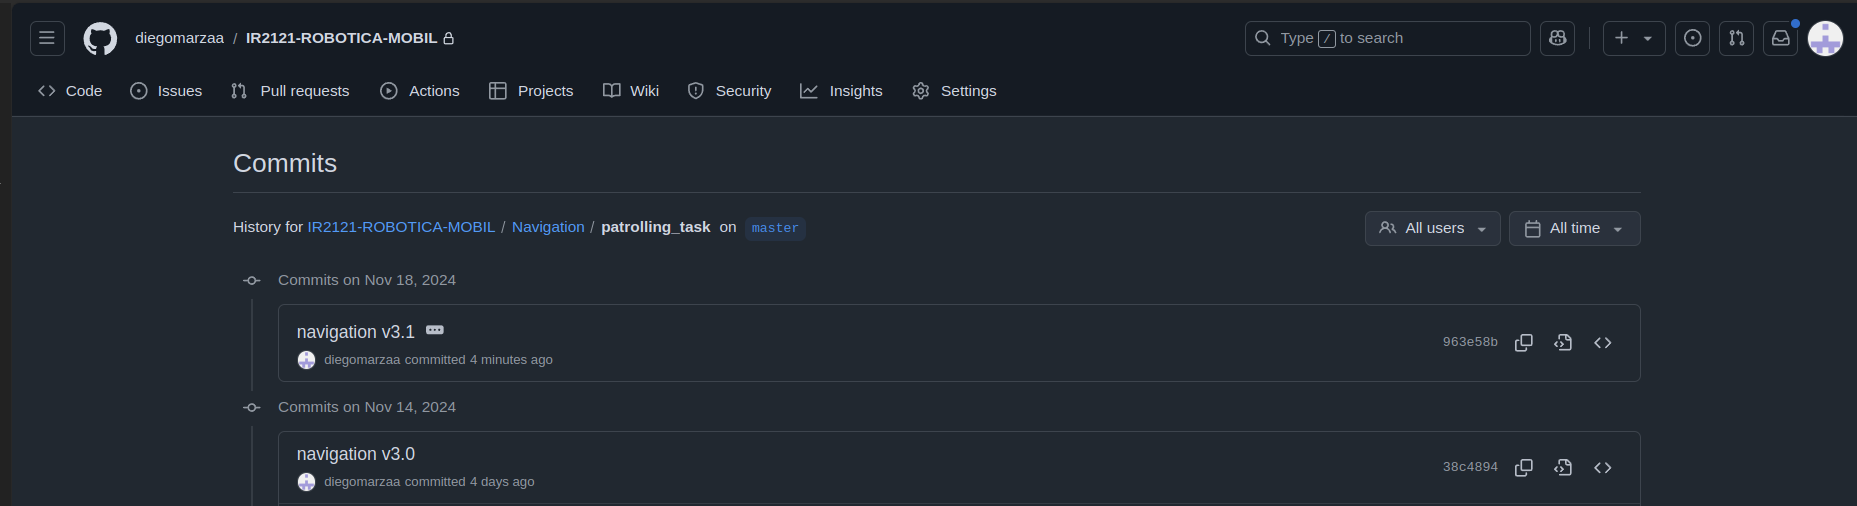 diegomarzaa / IR2121-ROBOTICA-MOBIL
Type / to search
Code Issues Pull requests Actions Projects Wiki Security Insights Settings
Commits
History for IR2121-ROBOTICA-MOBIL / Navigation / patrolling_task on master
All users All time
Commits on Nov 18, 2024
navigation v3.1
963e58b
diegomarzaa committed 4 minutes ago
Commits on Nov 14, 2024
navigation v3.0
38c4894
diegomarzaa committed 4 days ago